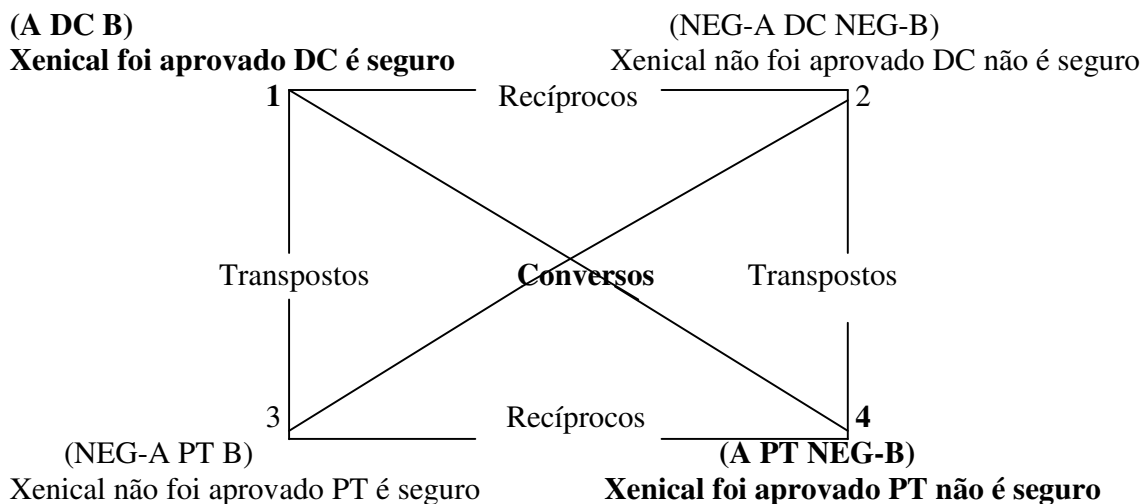 (A DC B) (NEG-A DC NEG-B)
Xenical foi aprovado DC é seguro Xenical não foi aprovado DC não é seguro
1 Recíprocos 2
Transpostos Conversos Transpostos
3 Recíprocos 4
(NEG-A PT B) (A PT NEG-B)
Xenical não foi aprovado PT é seguro Xenical foi aprovado PT não é seguro